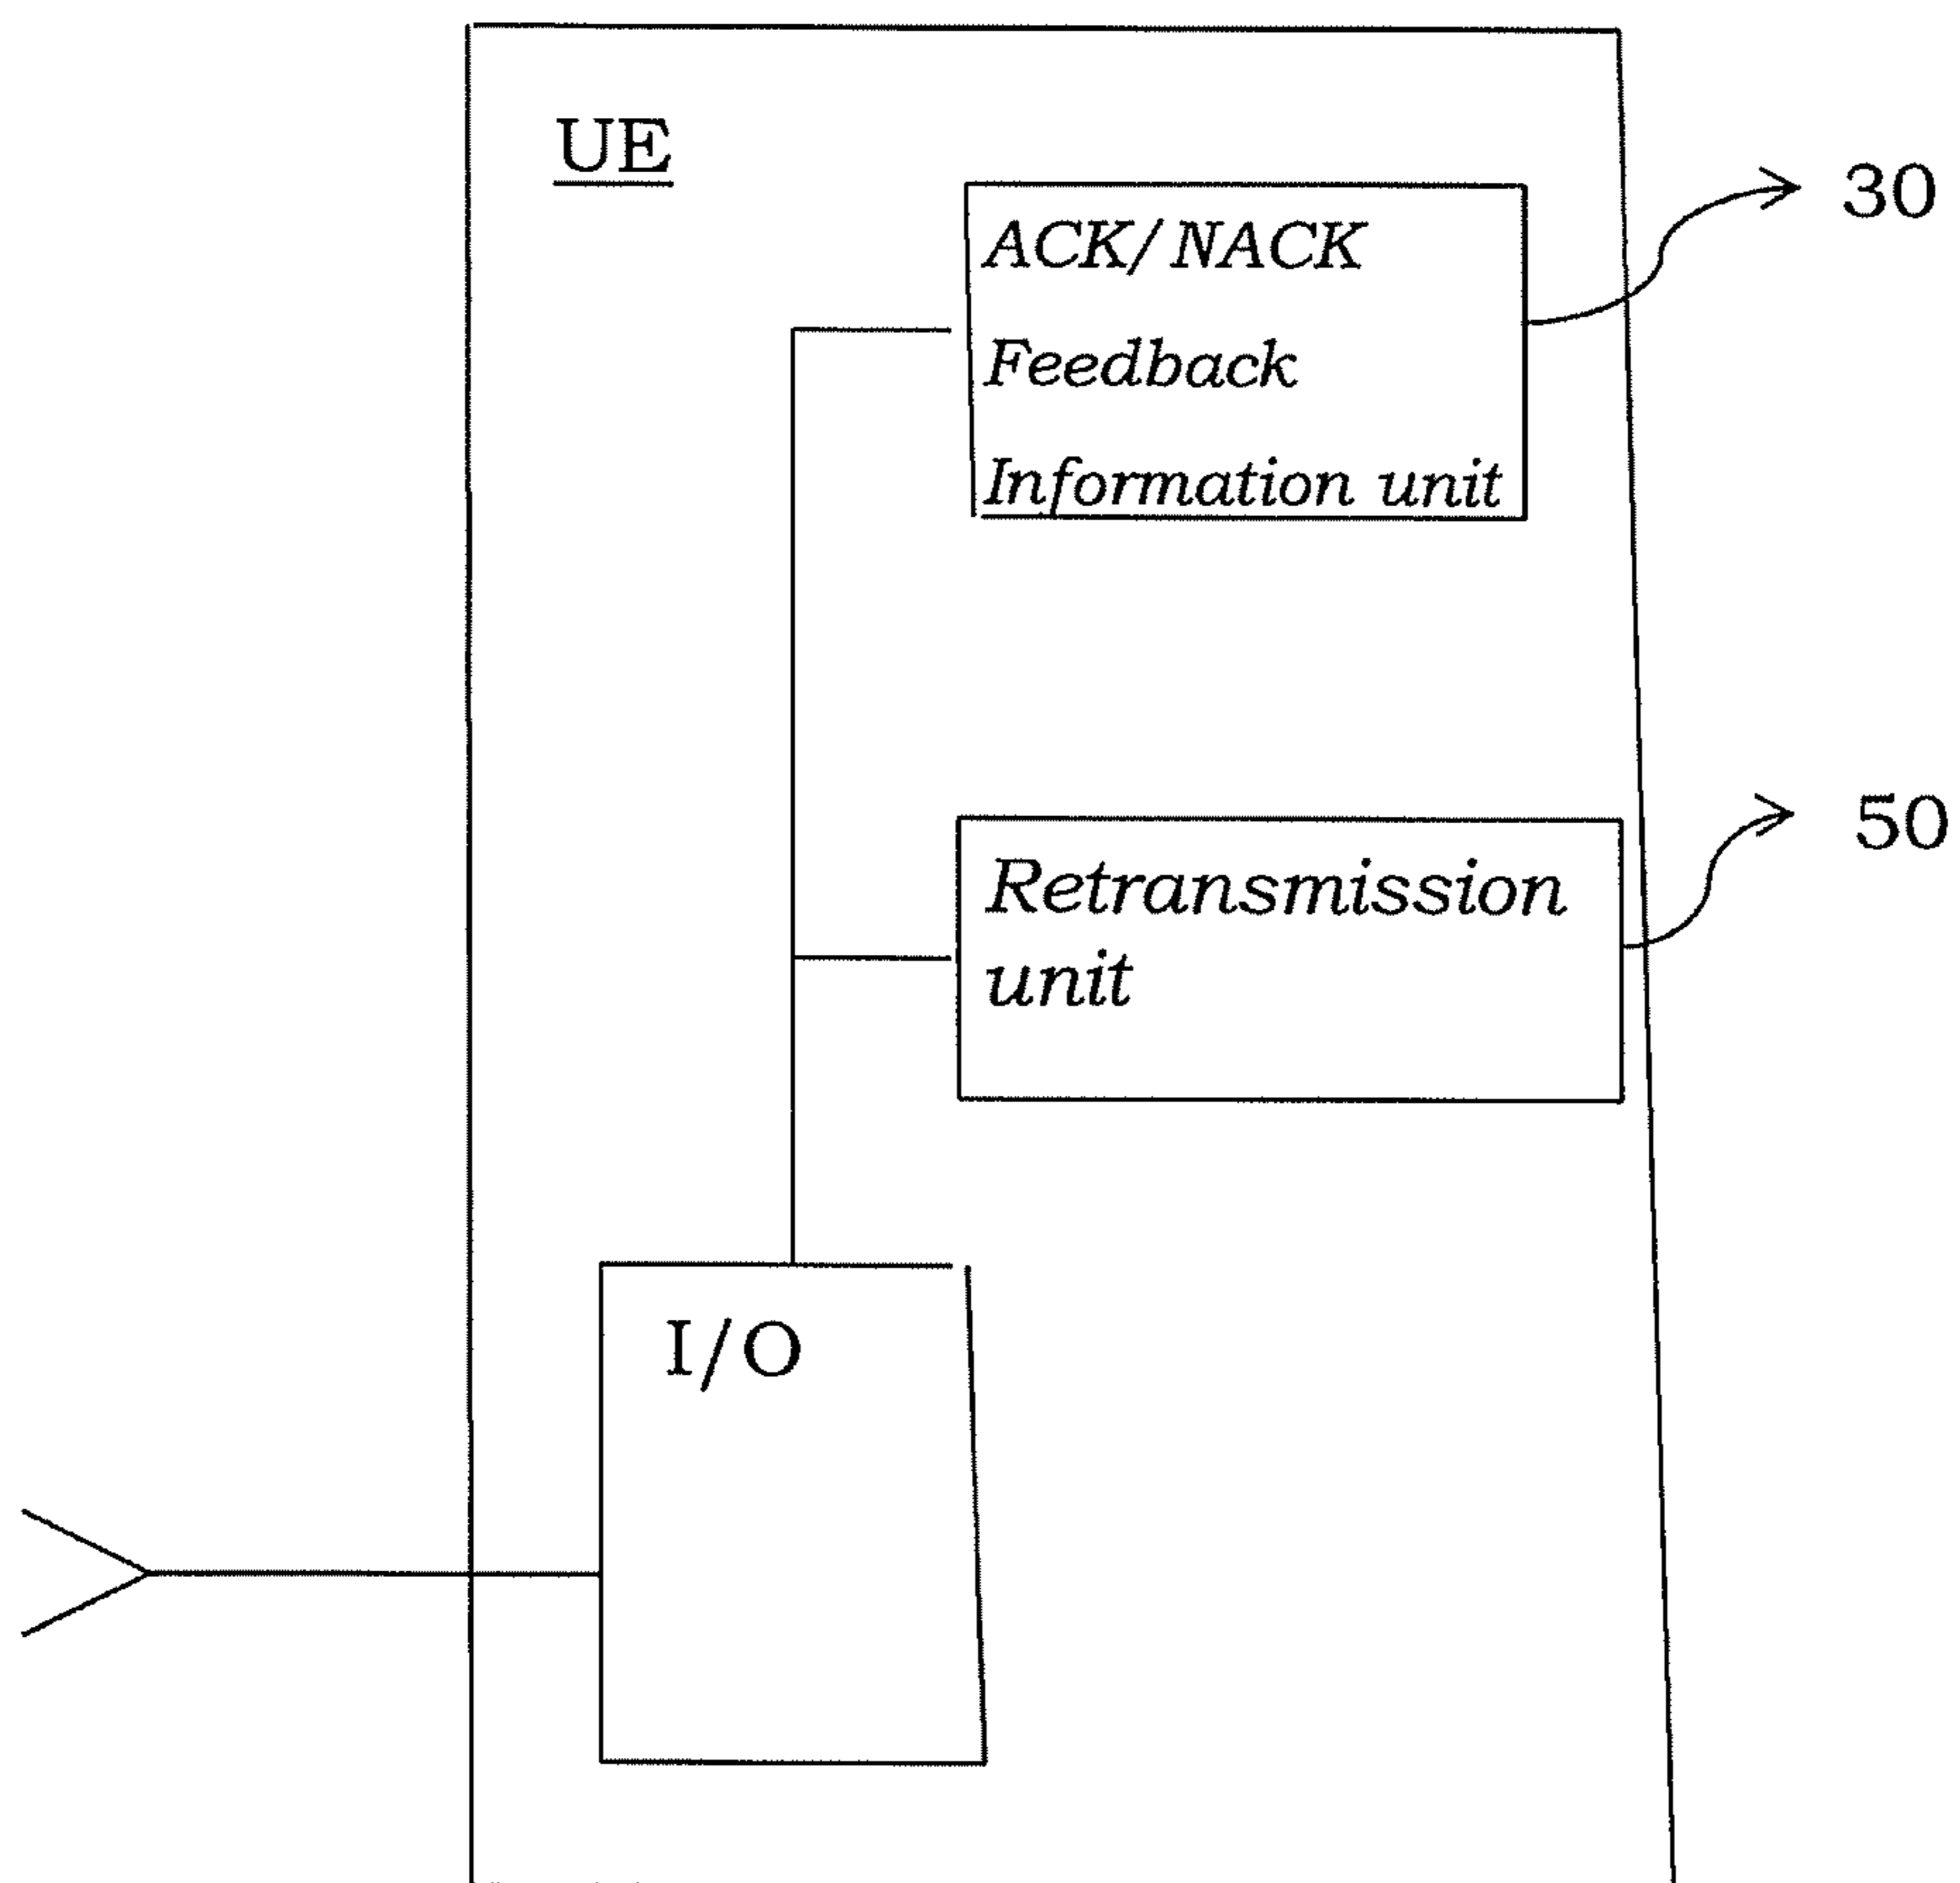 UE
ACK/NACK
Feedback
Information unit
30
Retransmission
unit
50
I/O